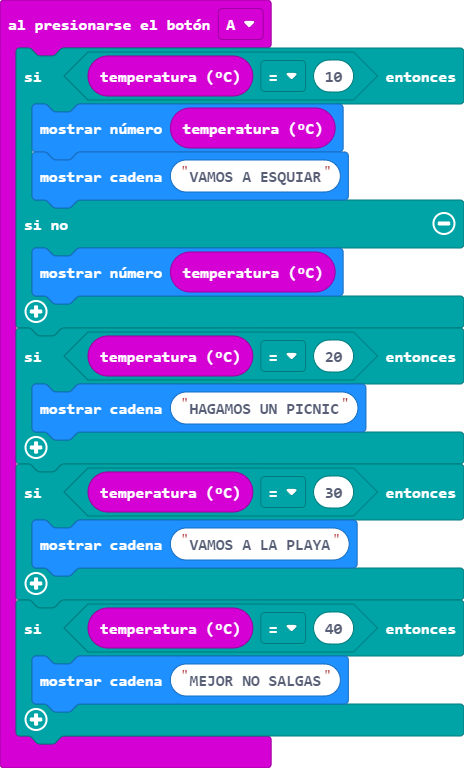 al presionarse el botón A
si temperatura (ºC) = 10 entonces
mostrar número temperatura (ºC)
mostrar cadena "VAMOS A ESQUIAR"
si no
mostrar número temperatura (ºC)
si temperatura (ºC) = 20 entonces
mostrar cadena "HAGAMOS UN PICNIC"
si temperatura (ºC) = 30 entonces
mostrar cadena "VAMOS A LA PLAYA"
si temperatura (ºC) = 40 entonces
mostrar cadena "MEJOR NO SALGAS"